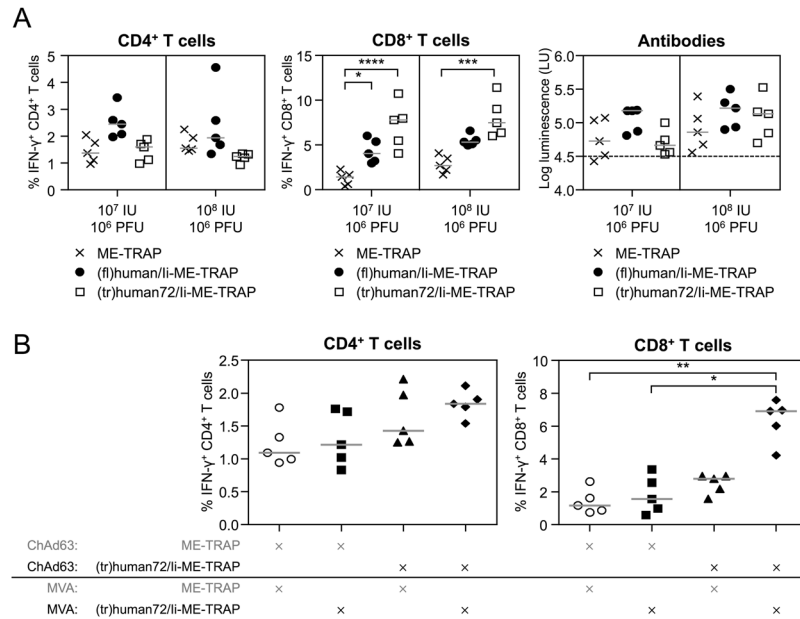 A
CD4⁺ T cells
% IFN-γ⁺ CD4⁺ T cells
5
4
3
2
1
0
10⁷ IU
10⁶ PFU
10⁸ IU
10⁶ PFU
× ME-TRAP
● (fl)human/Ii-ME-TRAP
□ (tr)human72/Ii-ME-TRAP
CD8⁺ T cells
% IFN-γ⁺ CD8⁺ T cells
15
10
5
0
****
*
***
10⁷ IU
10⁶ PFU
10⁸ IU
10⁶ PFU
× ME-TRAP
● (fl)human/Ii-ME-TRAP
□ (tr)human72/Ii-ME-TRAP
Antibodies
Log luminescence (LU)
6.0
5.5
5.0
4.5
4.0
10⁷ IU
10⁶ PFU
10⁸ IU
10⁶ PFU
× ME-TRAP
● (fl)human/Ii-ME-TRAP
□ (tr)human72/Ii-ME-TRAP
B
CD4⁺ T cells
% IFN-γ⁺ CD4⁺ T cells
2.5
2.0
1.5
1.0
0.5
0.0
CD8⁺ T cells
% IFN-γ⁺ CD8⁺ T cells
10
8
6
4
2
0
**
*
ChAd63: ME-TRAP × × × ×
ChAd63: (tr)human72/Ii-ME-TRAP × × × ×
MVA: ME-TRAP × × × ×
MVA: (tr)human72/Ii-ME-TRAP × × × ×